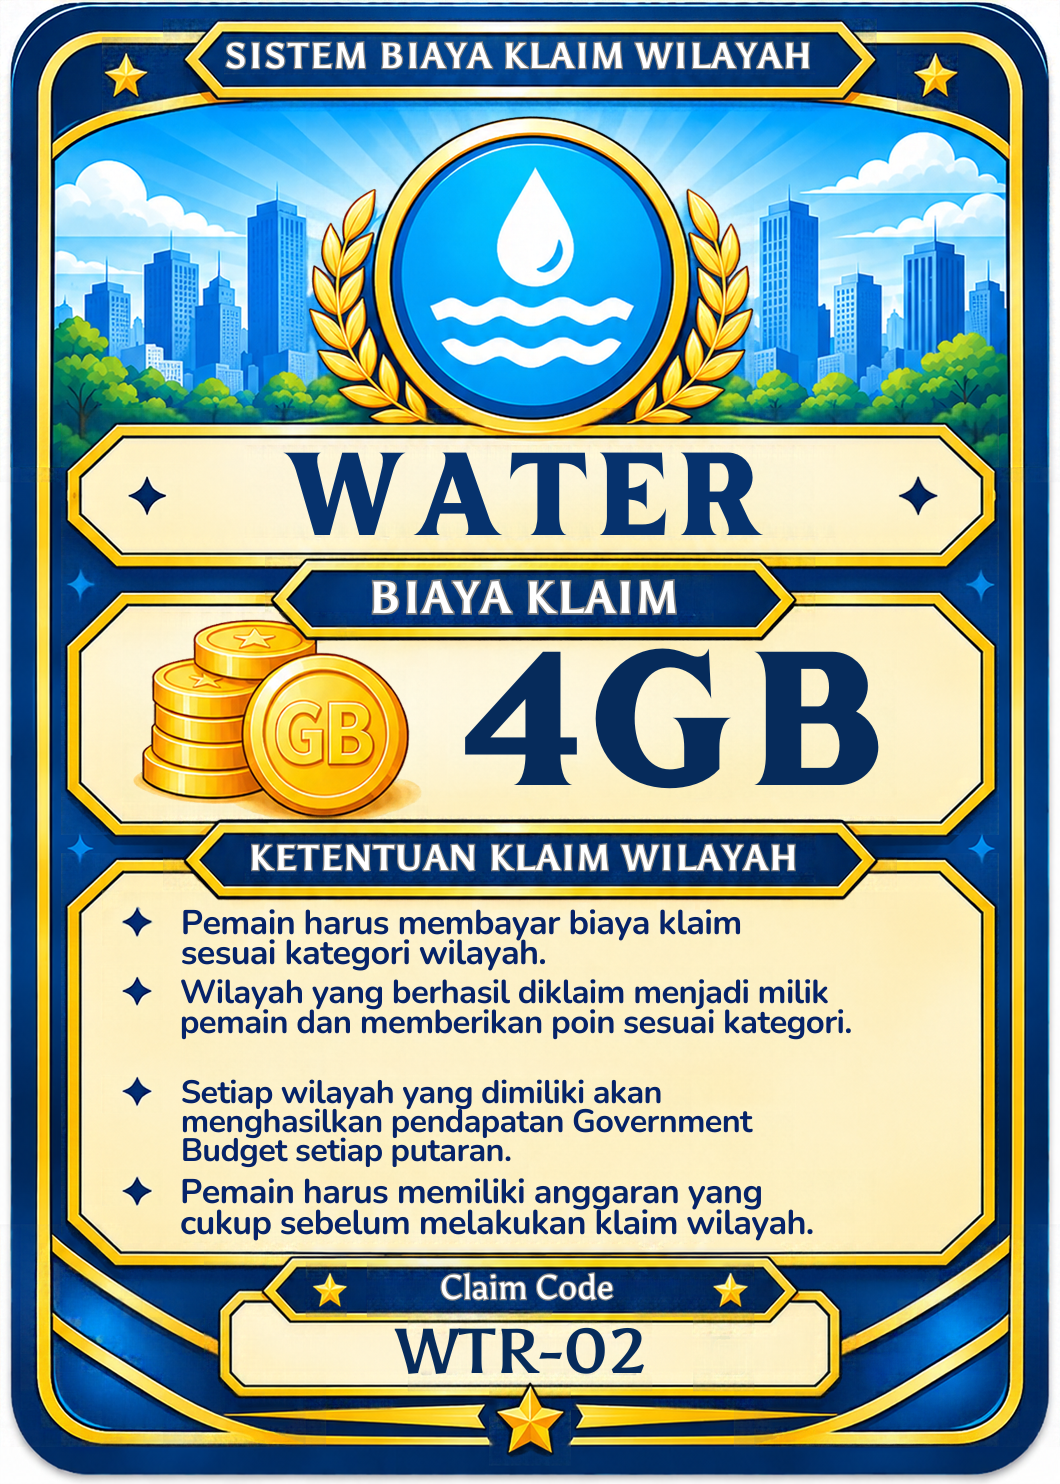 SISTEM BIAYA KLAIM WILAYAH
WATER
BIAYA KLAIM
GB
4GB
KETENTUAN KLAIM WILAYAH
Pemain harus membayar biaya klaim
sesuai kategori wilayah.
Wilayah yang berhasil diklaim menjadi milik
pemain dan memberikan poin sesuai kategori.
Setiap wilayah yang dimiliki akan
menghasilkan pendapatan Government
Budget setiap putaran.
Pemain harus memiliki anggaran yang
cukup sebelum melakukan klaim wilayah.
Claim Code
WTR-02